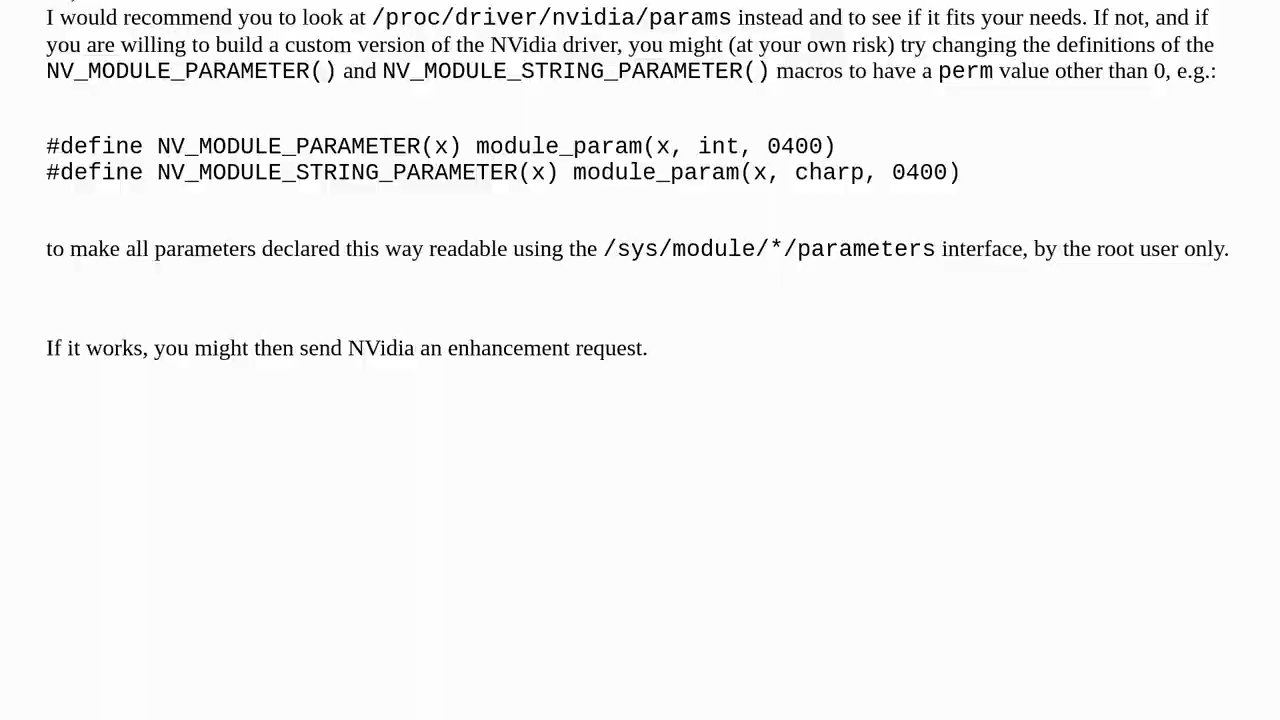 I would recommend you to look at /proc/driver/nvidia/params instead and to see if it fits your needs. If not, and if
you are willing to build a custom version of the NVidia driver, you might (at your own risk) try changing the definitions of the
NV_MODULE_PARAMETER() and NV_MODULE_STRING_PARAMETER() macros to have a perm value other than 0, e.g.:
#define NV_MODULE_PARAMETER(x) module_param(x, int, 0400)
#define NV_MODULE_STRING_PARAMETER(x) module_param(x, charp, 0400)
to make all parameters declared this way readable using the /sys/module/*/parameters interface, by the root user only.
If it works, you might then send NVidia an enhancement request.